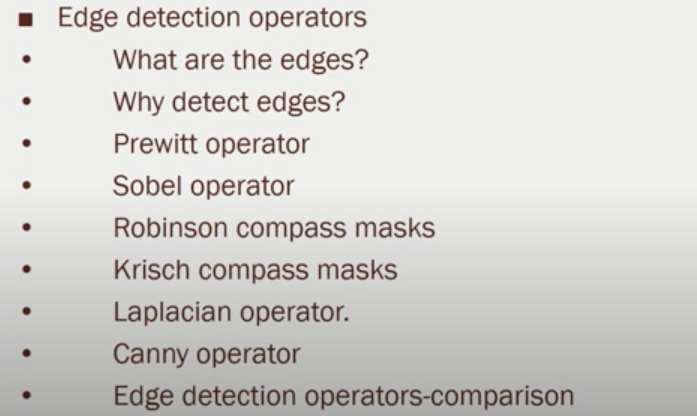 ■ Edge detection operators
• What are the edges?
• Why detect edges?
• Prewitt operator
• Sobel operator
• Robinson compass masks
• Krisch compass masks
• Laplacian operator.
• Canny operator
• Edge detection operators-comparison